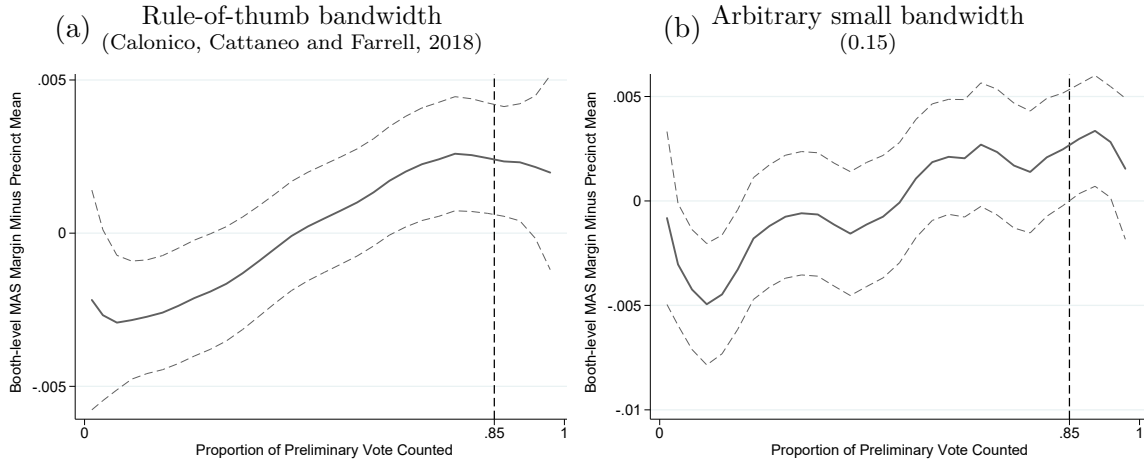 (a) Rule-of-thumb bandwidth
(Calonico, Cattaneo and Farrell, 2018)
Booth-level MAS Margin Minus Precinct Mean
.005
0
-.005
0 .85 1
Proportion of Preliminary Vote Counted
(b) Arbitrary small bandwidth
(0.15)
Booth-level MAS Margin Minus Precinct Mean
.005
0
-.005
-.01
0 .85 1
Proportion of Preliminary Vote Counted